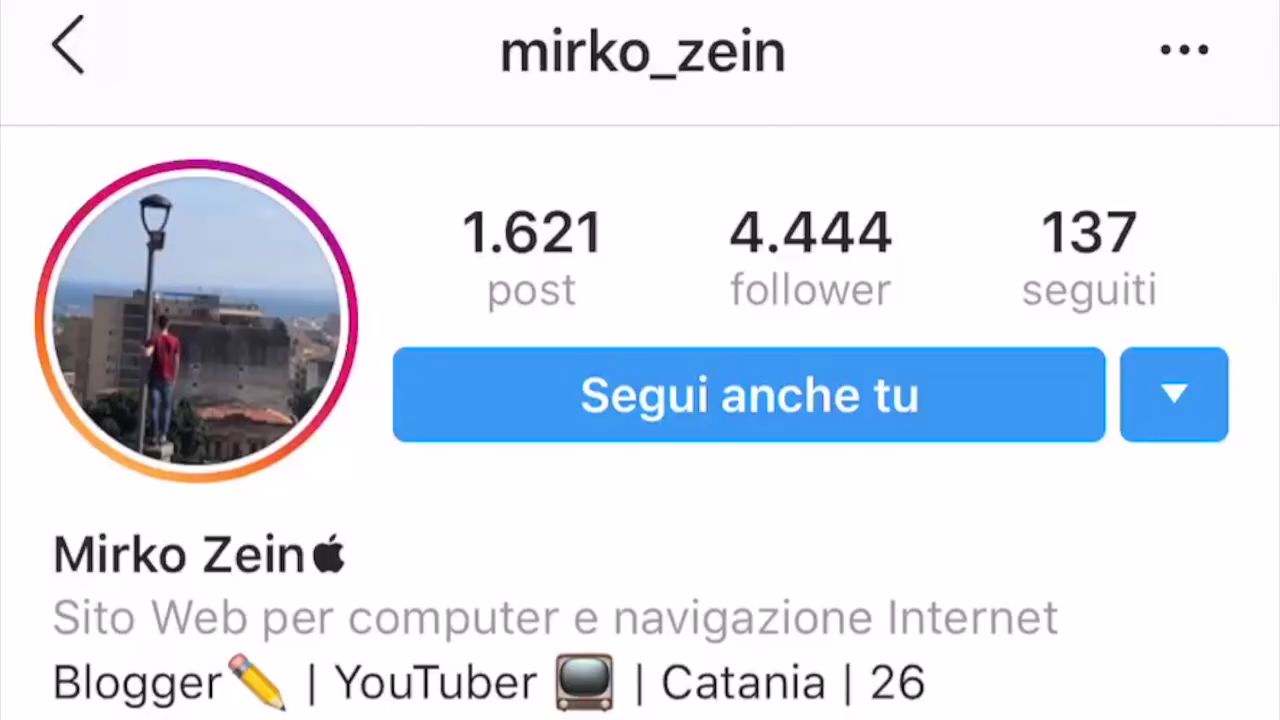 mirko_zein
1.621 4.444 137
post follower seguiti
Segui anche tu
Mirko Zein
Sito Web per computer e navigazione Internet
Blogger✏️ | YouTuber 📺 | Catania | 26